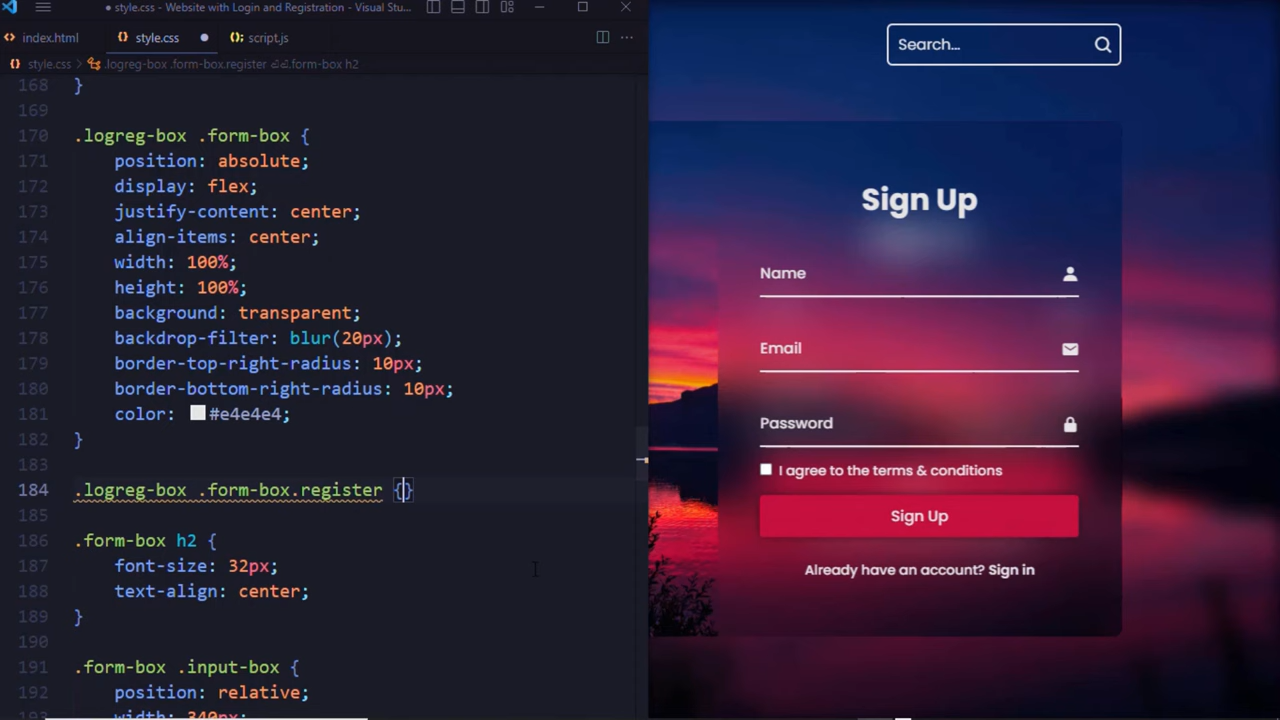 style.css - Website with Login and Registration - Visual Stu...
index.html
style.css
script.js
style.css > .logreg-box .form-box.register .form-box h2
168 }
169
170 .logreg-box .form-box {
171 position: absolute;
172 display: flex;
173 justify-content: center;
174 align-items: center;
175 width: 100%;
176 height: 100%;
177 background: transparent;
178 backdrop-filter: blur(20px);
179 border-top-right-radius: 10px;
180 border-bottom-right-radius: 10px;
181 color: #e4e4e4;
182 }
183
184 .logreg-box .form-box.register {}
185
186 .form-box h2 {
187 font-size: 32px;
188 text-align: center;
189 }
190
191 .form-box .input-box {
192 position: relative;
width: 340px;
Search...
Sign Up
Name
Email
Password
I agree to the terms & conditions
Sign Up
Already have an account? Sign in